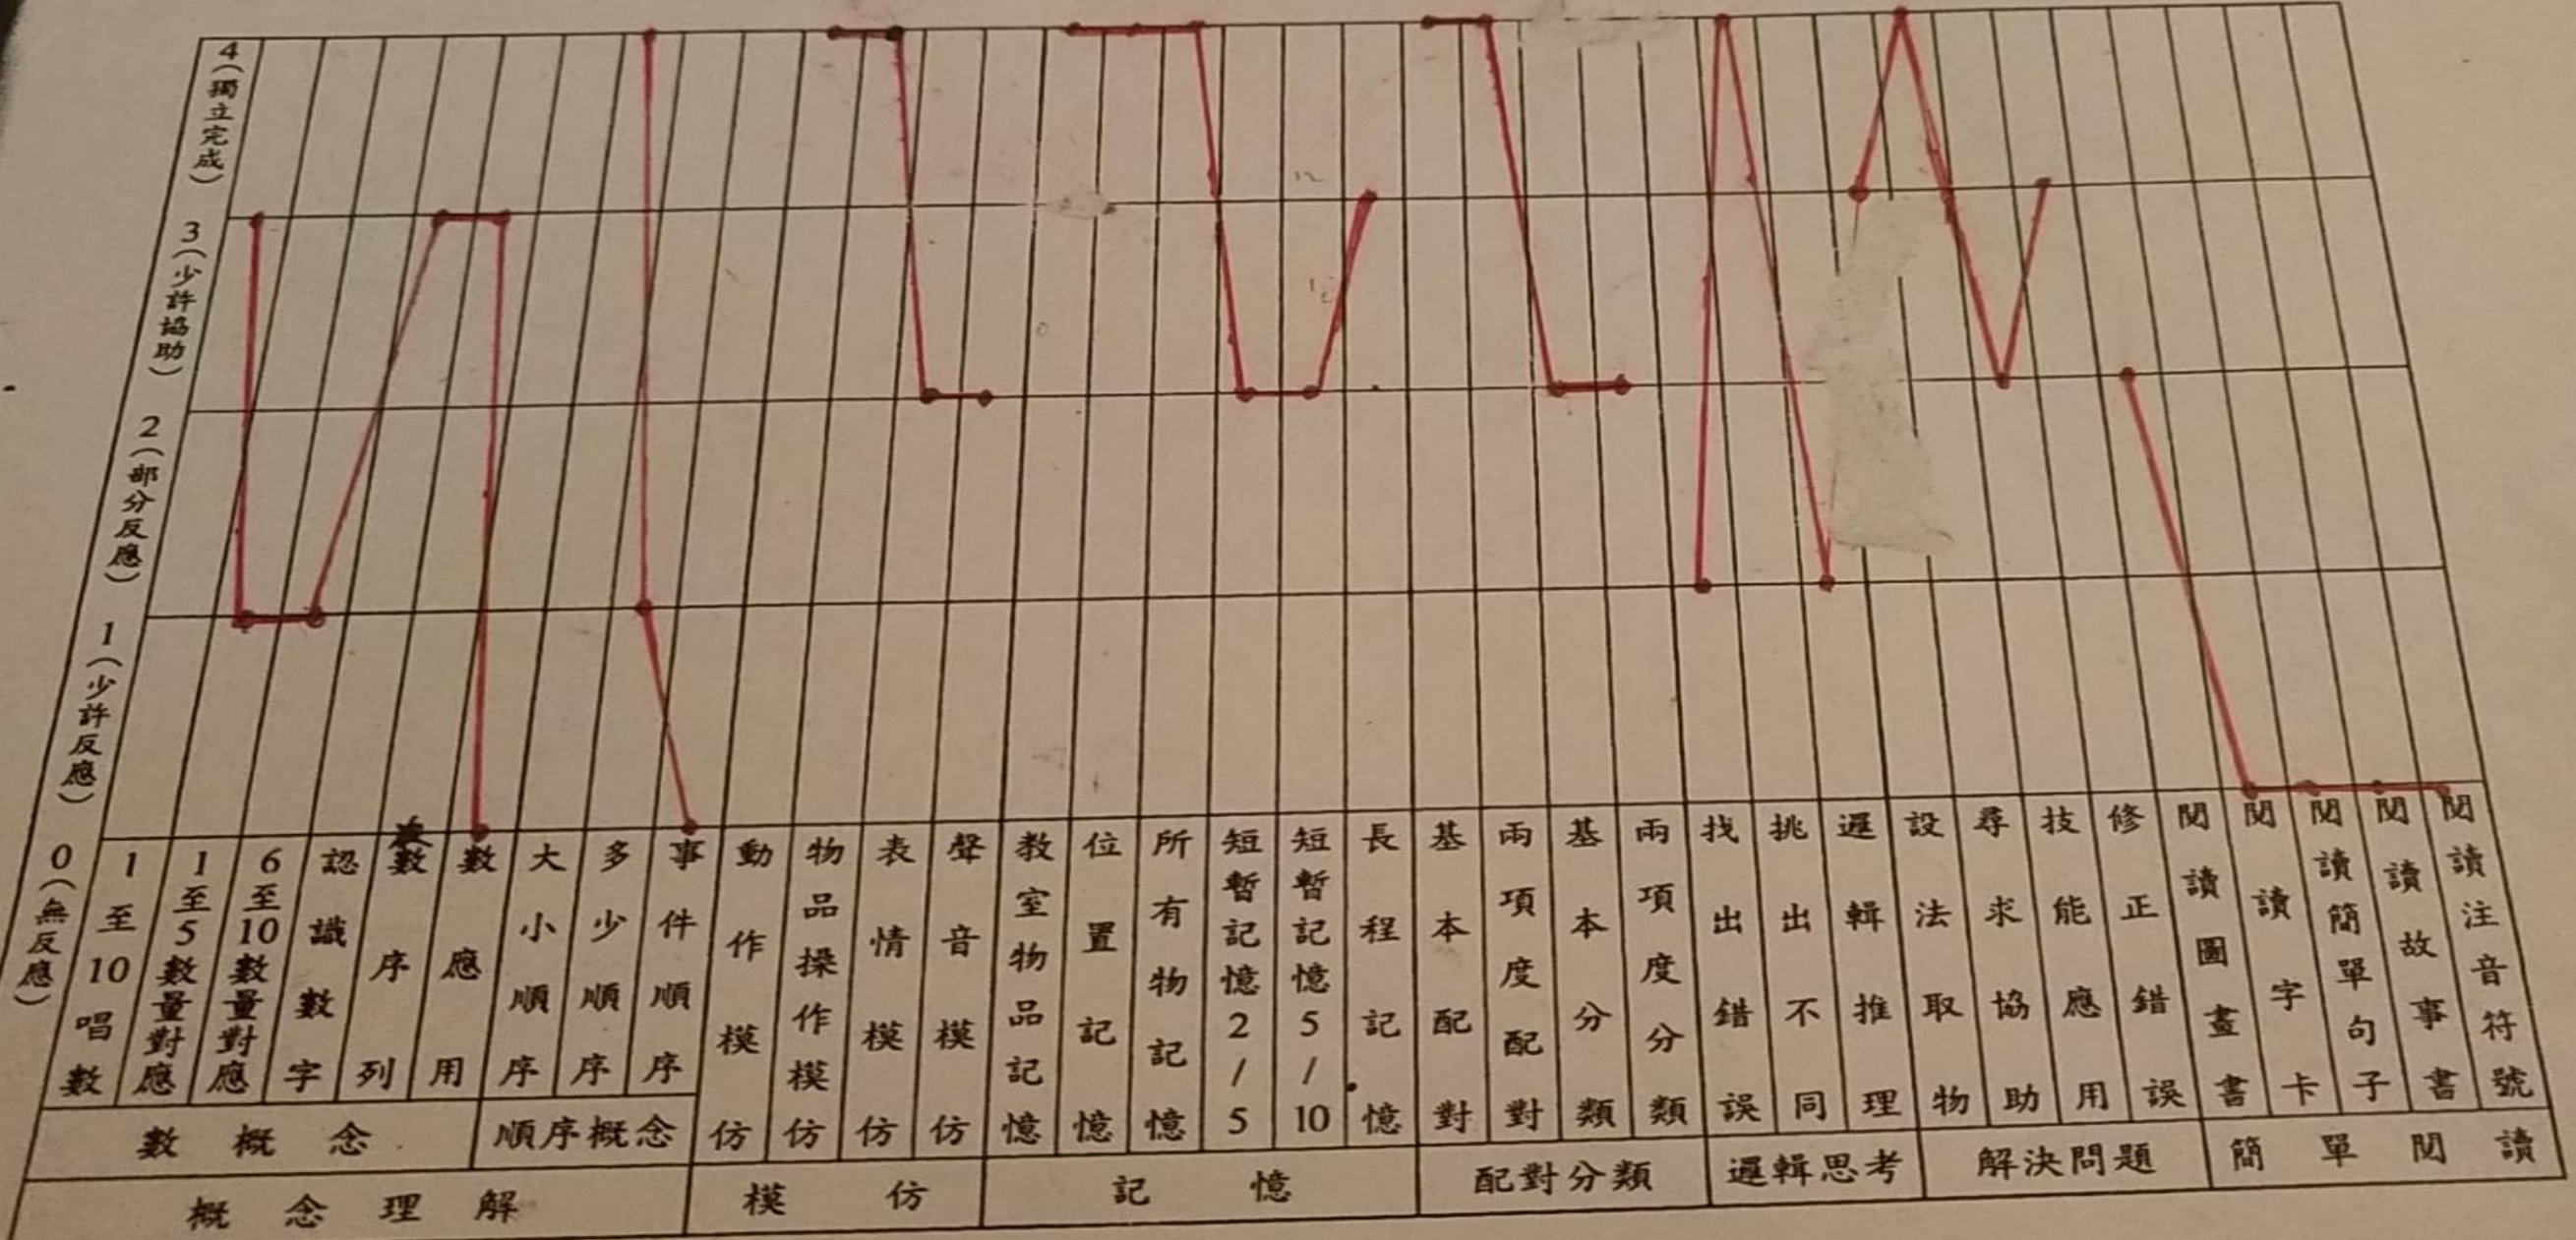 4(獨立完成)
3(少許協助)
2(部分反應)
1(少許反應)
0(無反應)
12
1至10唱數
1至5數量對應
6至10數量對應
認識數字
數序列
數應用
大小順序
多少順序
事件順序
動作模仿
物品操作模仿
表情模仿
聲音模仿
教室物品記憶
位置記憶
所有物記憶
短暫記憶2/5
短暫記憶5/10
長程記憶
基本配對
兩項度配對
基本分類
兩項度分類
找出錯誤
挑出不同
邏輯推理
設法取物
尋求協助
技能應用
修正錯誤
閱讀圖畫書
閱讀字卡
閱讀簡單句子
閱讀故事書
閱讀注音符號
數概念
順序概念
概念理解
模仿
記憶
配對分類
邏輯思考
解決問題
簡單閱讀